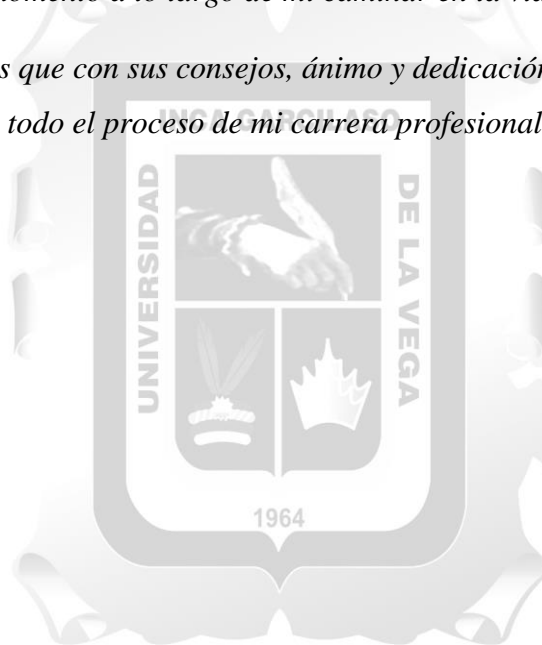 momento a lo largo de mi caminar en la vida
s que con sus consejos, ánimo y dedicación
todo el proceso de mi carrera profesional
INCA GARCILASO
UNIVERSIDAD
DE LA VEGA
1964